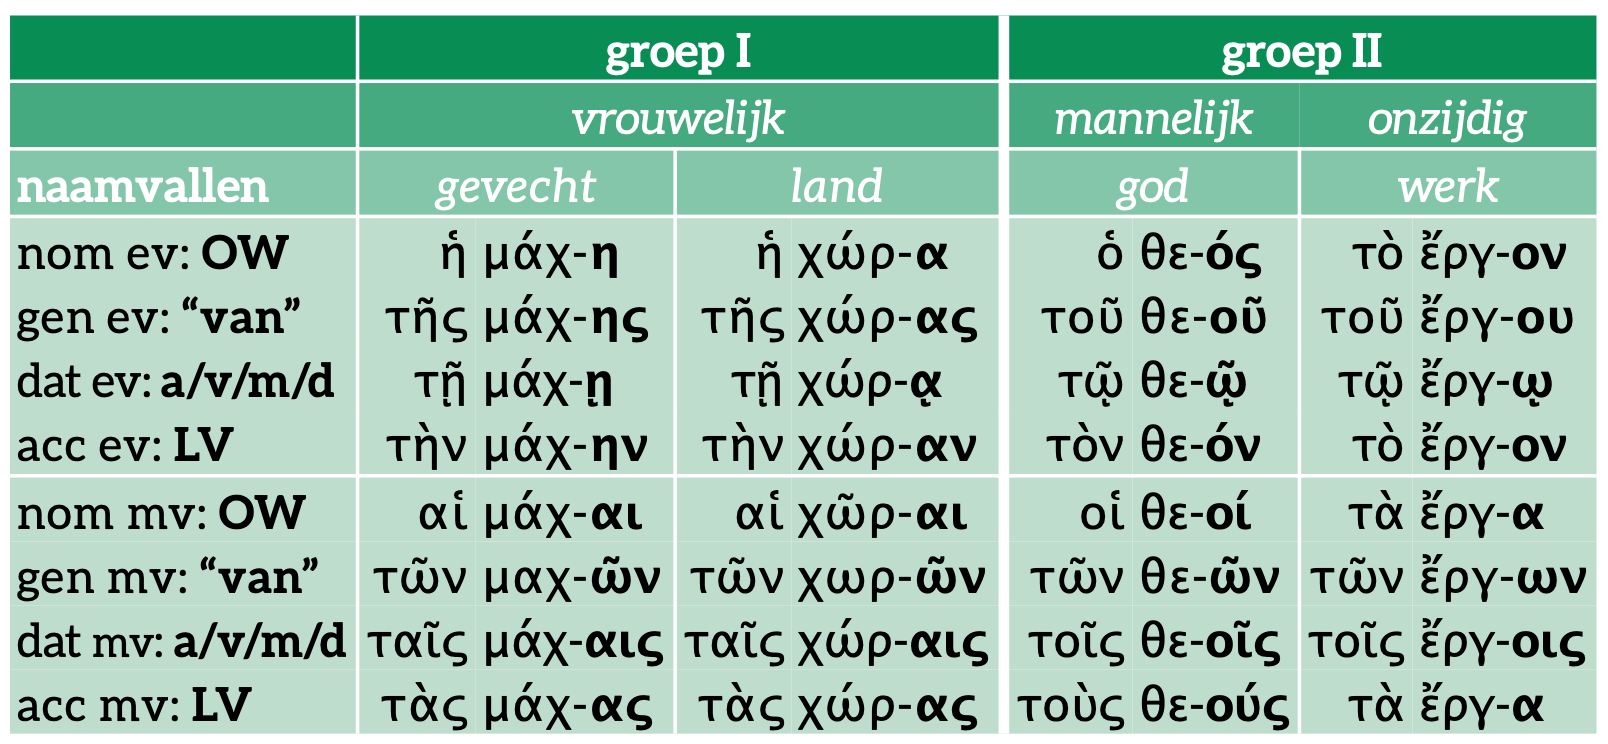 groep I groep II
vrouwelijk mannelijk onzijdig
naamvallen gevecht land god werk
nom ev: OW ἡ μάχ-η ἡ χώρ-α ὁ θε-ός τὸ ἔργ-ον
gen ev: “van” τῆς μάχ-ης τῆς χώρ-ας τοῦ θε-οῦ τοῦ ἔργ-ου
dat ev: a/v/m/d τῇ μάχ-ῃ τῇ χώρ-ᾳ τῷ θε-ῷ τῷ ἔργ-ῳ
acc ev: LV τὴν μάχ-ην τὴν χώρ-αν τὸν θε-όν τὸ ἔργ-ον
nom mv: OW αἱ μάχ-αι αἱ χῶρ-αι οἱ θε-οί τὰ ἔργ-α
gen mv: “van” τῶν μαχ-ῶν τῶν χωρ-ῶν τῶν θε-ῶν τῶν ἔργ-ων
dat mv: a/v/m/d ταῖς μάχ-αις ταῖς χώρ-αις τοῖς θε-οῖς τοῖς ἔργ-οις
acc mv: LV τὰς μάχ-ας τὰς χώρ-ας τοὺς θε-ούς τὰ ἔργ-α